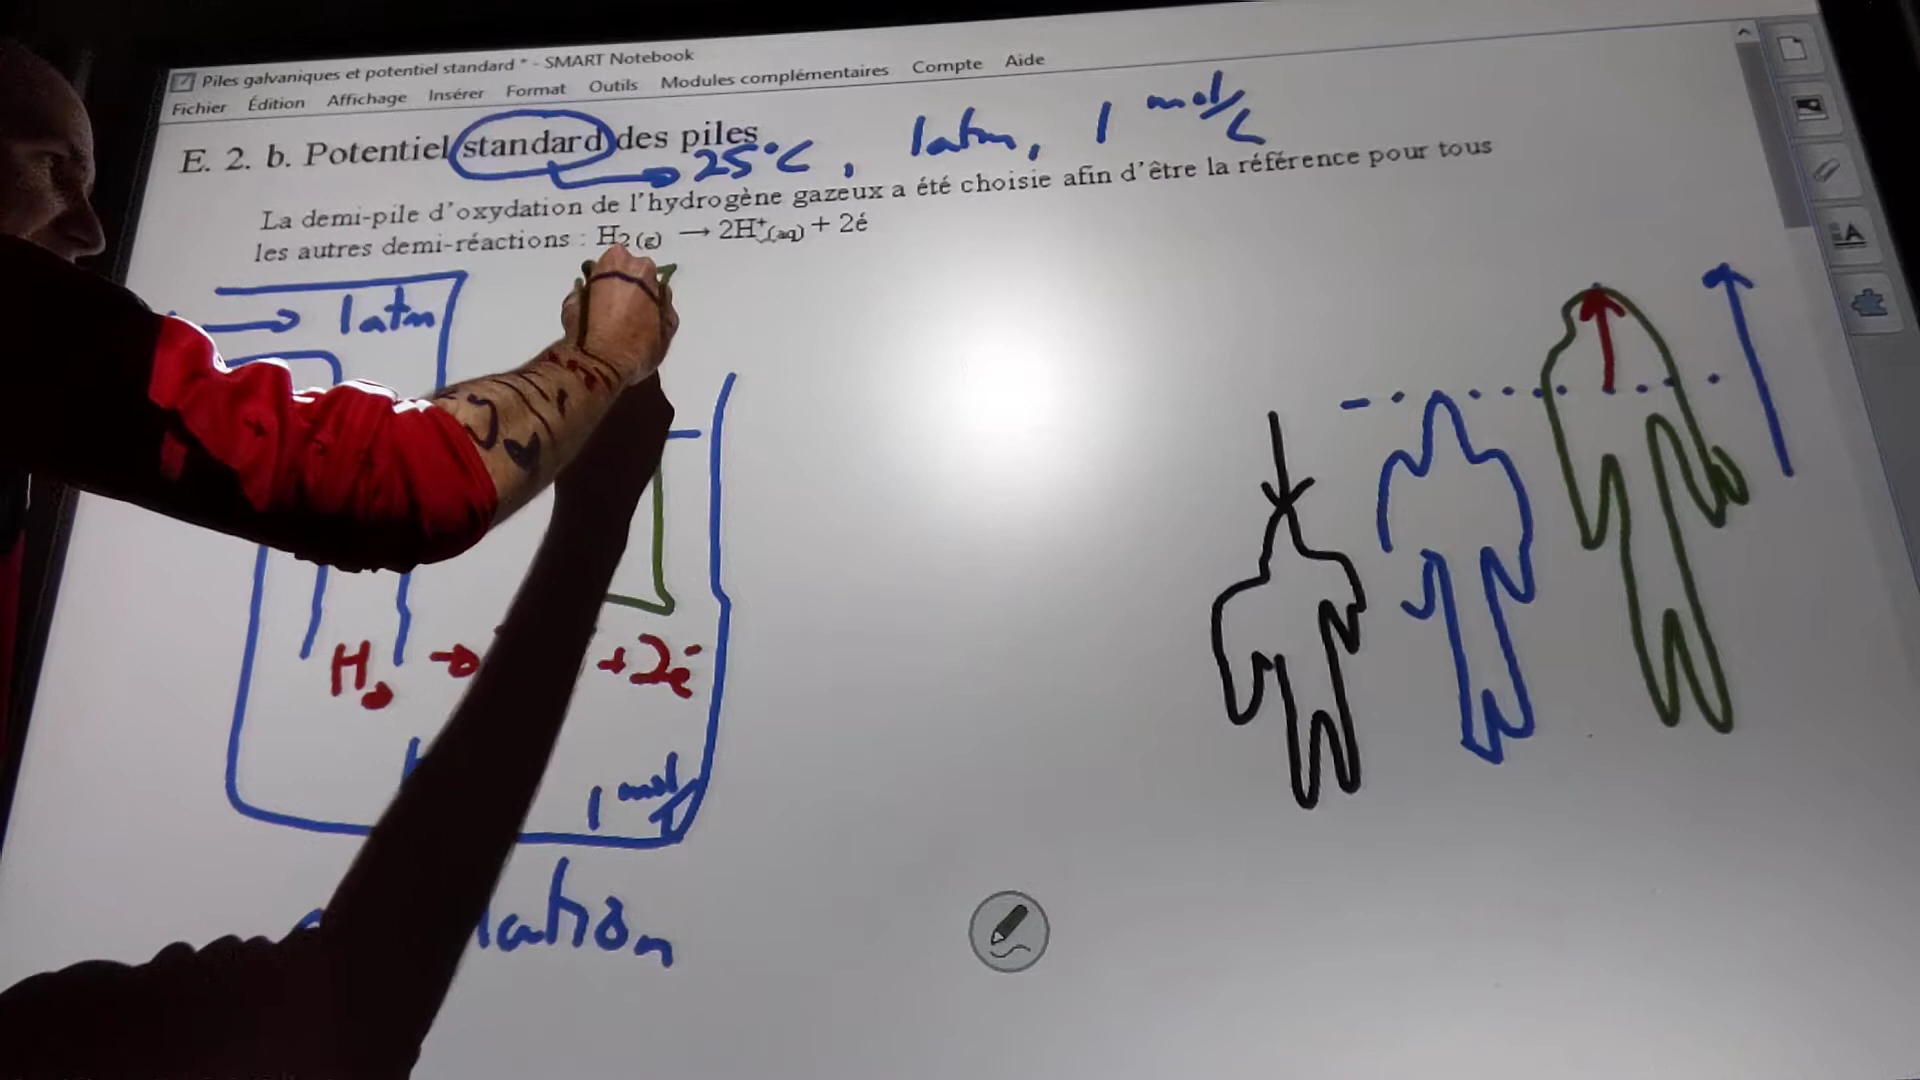 Piles galvaniques et potentiel standard * - SMART Notebook
Fichier Édition Affichage Insérer Format Outils Modules complémentaires Compte Aide
E. 2. b. Potentiel standard des piles
25°C, 1atm, 1 mol/L
La demi-pile d'oxydation de l'hydrogène gazeux a été choisie afin d'être la référence pour tous
les autres demi-réactions : H2(g) → 2H+(aq) + 2é
1atm
H → +2é
1 mol/L
A